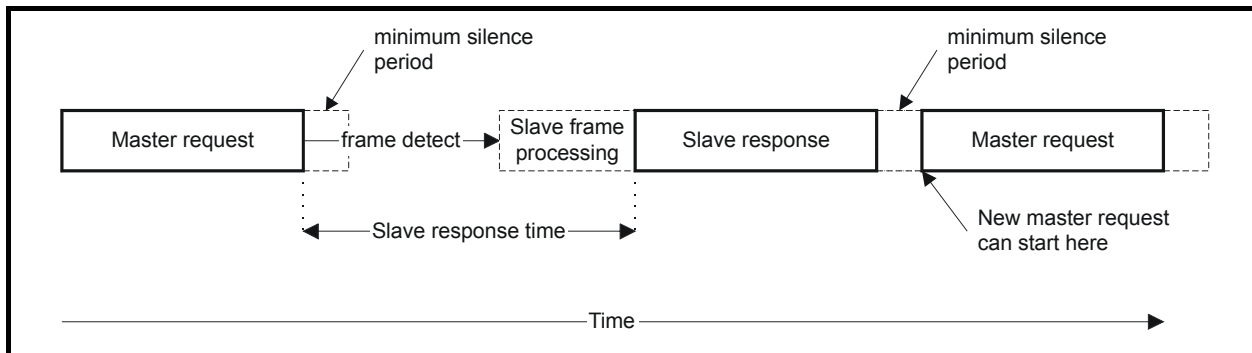 minimum silence
period
minimum silence
period
Master request
frame detect
Slave frame
processing
Slave response
Master request
Slave response time
New master request
can start here
Time